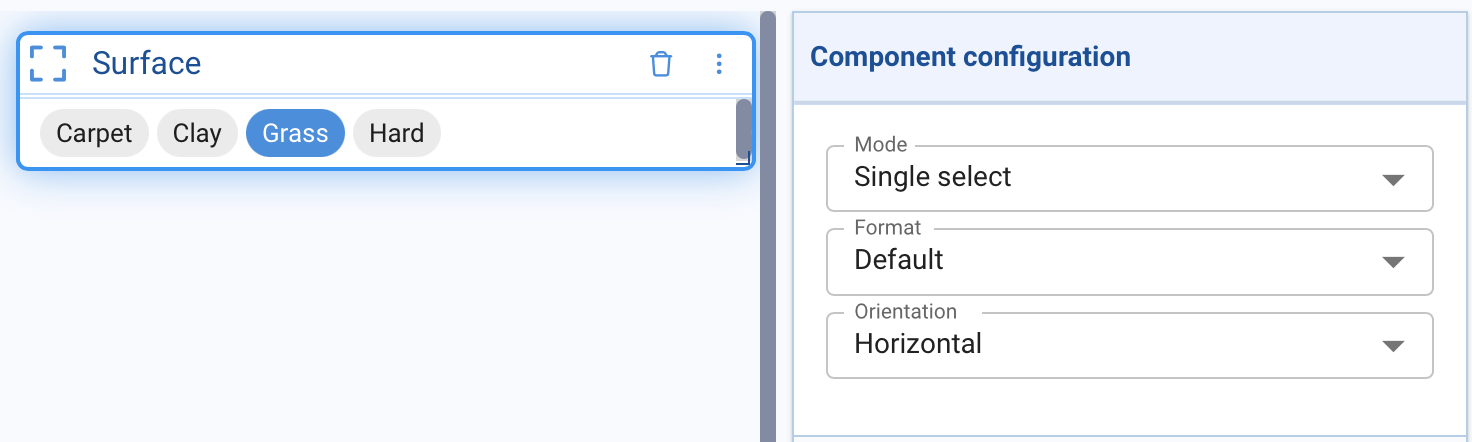 Surface
Carpet Clay Grass Hard
Component configuration
Mode
Single select
Format
Default
Orientation
Horizontal